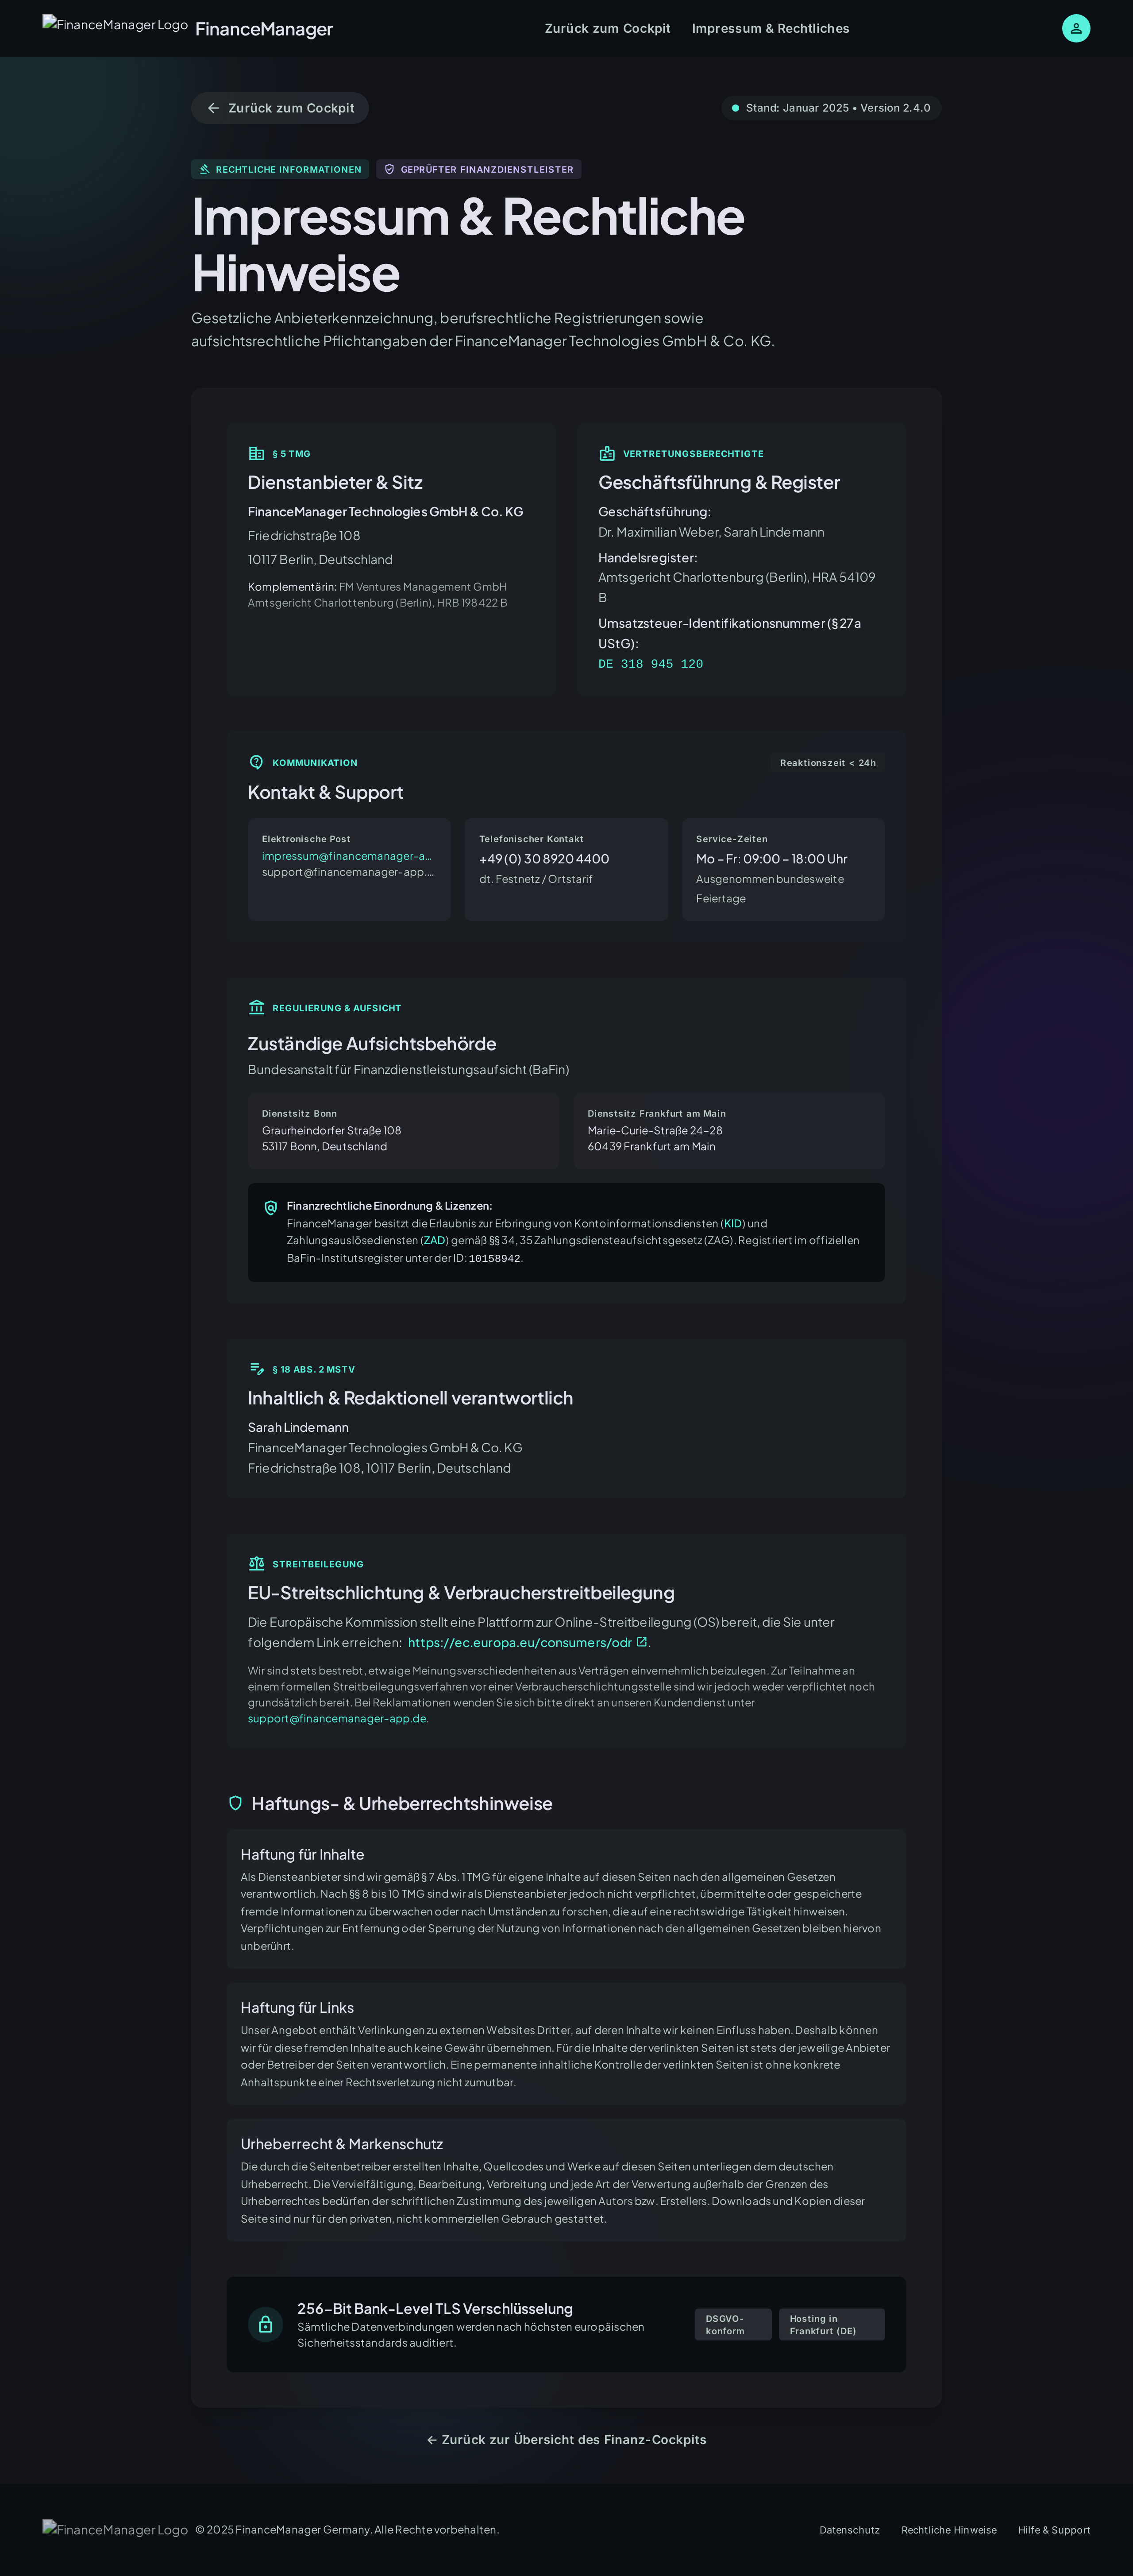 FinanceManager Logo FinanceManager
Zurück zum Cockpit Impressum & Rechtliches
Zurück zum Cockpit
Stand: Januar 2025 • Version 2.4.0
RECHTLICHE INFORMATIONEN
GEPRÜFTER FINANZDIENSTLEISTER
Impressum & Rechtliche
Hinweise
Gesetzliche Anbieterkennzeichnung, berufsrechtliche Registrierungen sowie
aufsichtsrechtliche Pflichtangaben der FinanceManager Technologies GmbH & Co. KG.
§ 5 TMG
Dienstanbieter & Sitz
FinanceManager Technologies GmbH & Co. KG
Friedrichstraße 108
10117 Berlin, Deutschland
Komplementärin: FM Ventures Management GmbH
Amtsgericht Charlottenburg (Berlin), HRB 198422 B
VERTRETUNGSBERECHTIGTE
Geschäftsführung & Register
Geschäftsführung:
Dr. Maximilian Weber, Sarah Lindemann
Handelsregister:
Amtsgericht Charlottenburg (Berlin), HRA 54109
B
Umsatzsteuer-Identifikationsnummer (§ 27 a
UStG):
DE 318 945 120
KOMMUNIKATION
Reaktionszeit < 24h
Kontakt & Support
Elektronische Post
impressum@financemanager-a...
support@financemanager-app....
Telefonischer Kontakt
+49 (0) 30 8920 4400
dt. Festnetz / Ortstarif
Service-Zeiten
Mo – Fr: 09:00 – 18:00 Uhr
Ausgenommen bundesweite
Feiertage
REGULIERUNG & AUFSICHT
Zuständige Aufsichtsbehörde
Bundesanstalt für Finanzdienstleistungsaufsicht (BaFin)
Dienstsitz Bonn
Graurheindorfer Straße 108
53117 Bonn, Deutschland
Dienstsitz Frankfurt am Main
Marie-Curie-Straße 24–28
60439 Frankfurt am Main
Finanzrechtliche Einordnung & Lizenzen:
FinanceManager besitzt die Erlaubnis zur Erbringung von Kontoinformationsdiensten (KID) und
Zahlungsauslösediensten (ZAD) gemäß §§ 34, 35 Zahlungsdiensteaufsichtsgesetz (ZAG). Registriert im offiziellen
BaFin-Institutsregister unter der ID: 10158942.
§ 18 ABS. 2 MSTV
Inhaltlich & Redaktionell verantwortlich
Sarah Lindemann
FinanceManager Technologies GmbH & Co. KG
Friedrichstraße 108, 10117 Berlin, Deutschland
STREITBEILEGUNG
EU-Streitschlichtung & Verbraucherstreitbeilegung
Die Europäische Kommission stellt eine Plattform zur Online-Streitbeilegung (OS) bereit, die Sie unter
folgendem Link erreichen: https://ec.europa.eu/consumers/odr.
Wir sind stets bestrebt, etwaige Meinungsverschiedenheiten aus Verträgen einvernehmlich beizulegen. Zur Teilnahme an
einem formellen Streitbeilegungsverfahren vor einer Verbraucherschlichtungsstelle sind wir jedoch weder verpflichtet noch
grundsätzlich bereit. Bei Reklamationen wenden Sie sich bitte direkt an unseren Kundendienst unter
support@financemanager-app.de.
Haftungs- & Urheberrechtshinweise
Haftung für Inhalte
Als Diensteanbieter sind wir gemäß § 7 Abs. 1 TMG für eigene Inhalte auf diesen Seiten nach den allgemeinen Gesetzen
verantwortlich. Nach §§ 8 bis 10 TMG sind wir als Diensteanbieter jedoch nicht verpflichtet, übermittelte oder gespeicherte
fremde Informationen zu überwachen oder nach Umständen zu forschen, die auf eine rechtswidrige Tätigkeit hinweisen.
Verpflichtungen zur Entfernung oder Sperrung der Nutzung von Informationen nach den allgemeinen Gesetzen bleiben hiervon
unberührt.
Haftung für Links
Unser Angebot enthält Verlinkungen zu externen Websites Dritter, auf deren Inhalte wir keinen Einfluss haben. Deshalb können
wir für diese fremden Inhalte auch keine Gewähr übernehmen. Für die Inhalte der verlinkten Seiten ist stets der jeweilige Anbieter
oder Betreiber der Seiten verantwortlich. Eine permanente inhaltliche Kontrolle der verlinkten Seiten ist ohne konkrete
Anhaltspunkte einer Rechtsverletzung nicht zumutbar.
Urheberrecht & Markenschutz
Die durch die Seitenbetreiber erstellten Inhalte, Quellcodes und Werke auf diesen Seiten unterliegen dem deutschen
Urheberrecht. Die Vervielfältigung, Bearbeitung, Verbreitung und jede Art der Verwertung außerhalb der Grenzen des
Urheberrechtes bedürfen der schriftlichen Zustimmung des jeweiligen Autors bzw. Erstellers. Downloads und Kopien dieser
Seite sind nur für den privaten, nicht kommerziellen Gebrauch gestattet.
256-Bit Bank-Level TLS Verschlüsselung
Sämtliche Datenverbindungen werden nach höchsten europäischen
Sicherheitsstandards auditiert.
DSGVO-
konform
Hosting in
Frankfurt (DE)
← Zurück zur Übersicht des Finanz-Cockpits
FinanceManager Logo © 2025 FinanceManager Germany. Alle Rechte vorbehalten.
Datenschutz Rechtliche Hinweise Hilfe & Support